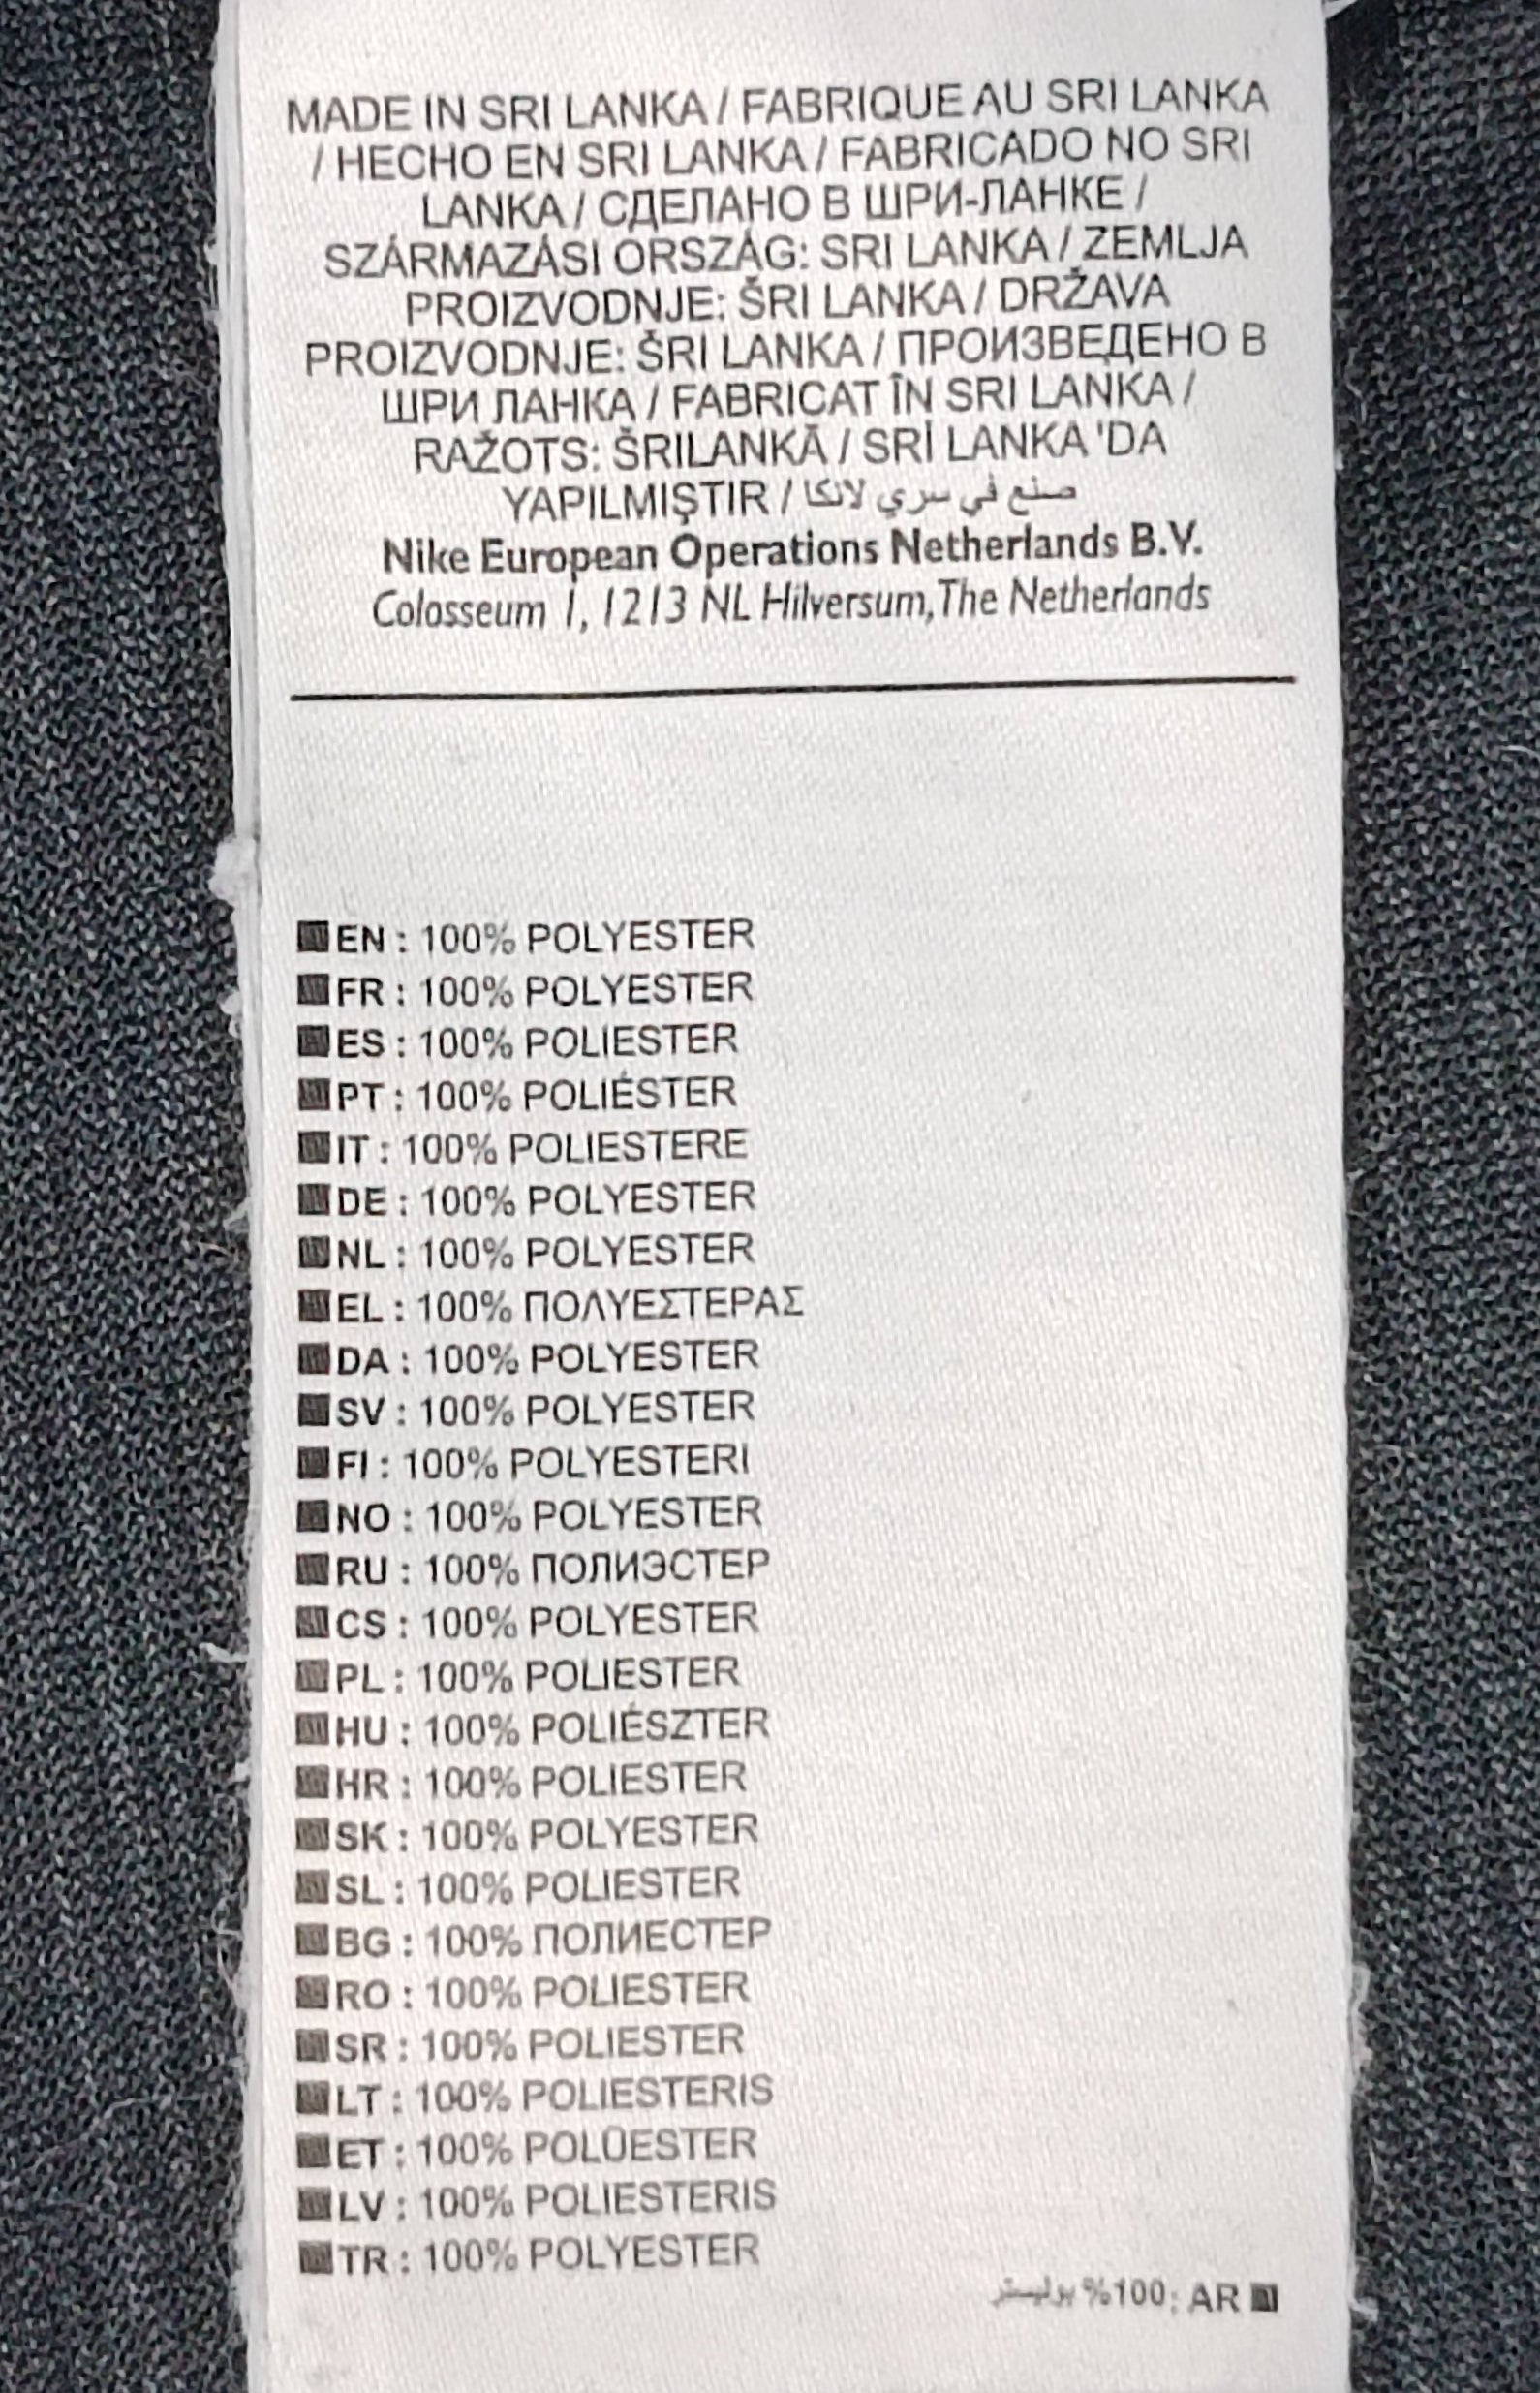 MADE IN SRI LANKA / FABRIQUE AU SRI LANKA
/ HECHO EN SRI LANKA / FABRICADO NO SRI
LANKA / СДЕЛАНО В ШРИ-ЛАНКЕ /
SZÁRMAZÁSI ORSZÁG: SRI LANKA / ZEMLJA
PROIZVODNJE: ŠRI LANKA / DRŽAVA
PROIZVODNJE: ŠRI LANKA / ПРОИЗВЕДЕНО В
ШРИ ЛАНКА / FABRICAT ÎN SRI LANKA /
RAŽOTS: ŠRILANKĀ / SRİ LANKA 'DA
YAPILMIŞTIR / صنع في سري لانكا
Nike European Operations Netherlands B.V.
Colosseum 1, 1213 NL Hilversum, The Netherlands
■EN : 100% POLYESTER
■FR : 100% POLYESTER
■ES : 100% POLIESTER
■PT : 100% POLIÉSTER
■IT : 100% POLIESTERE
■DE : 100% POLYESTER
■NL : 100% POLYESTER
■EL : 100% ΠΟΛΥΕΣΤΕΡΑΣ
■DA : 100% POLYESTER
■SV : 100% POLYESTER
■FI : 100% POLYESTERI
■NO : 100% POLYESTER
■RU : 100% ПОЛИЭСТЕР
■CS : 100% POLYESTER
■PL : 100% POLIESTER
■HU : 100% POLIÉSZTER
■HR : 100% POLIESTER
■SK : 100% POLYESTER
■SL : 100% POLIESTER
■BG : 100% ПОЛИЕСТЕР
■RO : 100% POLIESTER
■SR : 100% POLIESTER
■LT : 100% POLIESTERIS
■ET : 100% POLÜESTER
■LV : 100% POLIESTERIS
■TR : 100% POLYESTER
■ AR :100% بوليستر